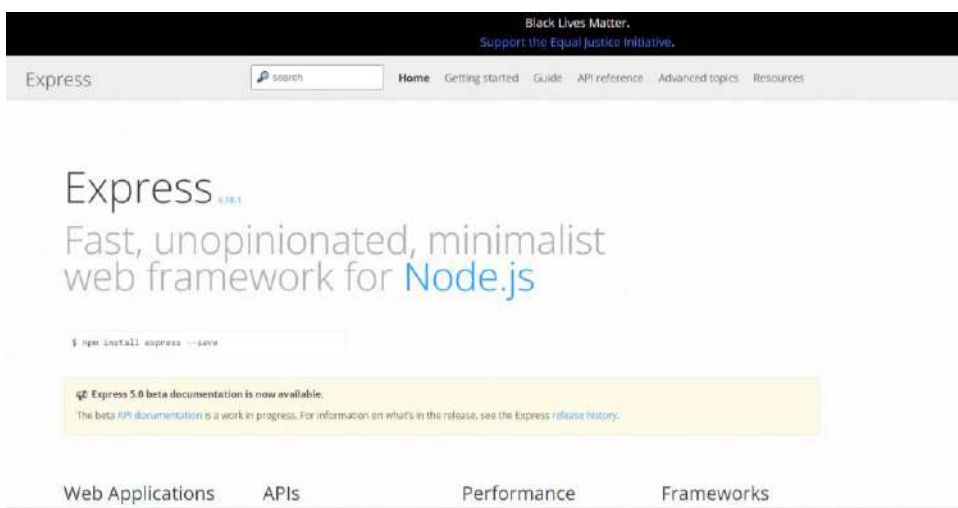 Black Lives Matter.
Support the Equal Justice Initiative.
Express
search
Home Getting started Guide API reference Advanced topics Resources
Express 4.18.1
Fast, unopinionated, minimalist
web framework for Node.js
$ npm install express --save
Express 5.0 beta documentation is now available.
The beta API documentation is a work in progress. For information on what's in the release, see the Express release history.
Web Applications APIs Performance Frameworks